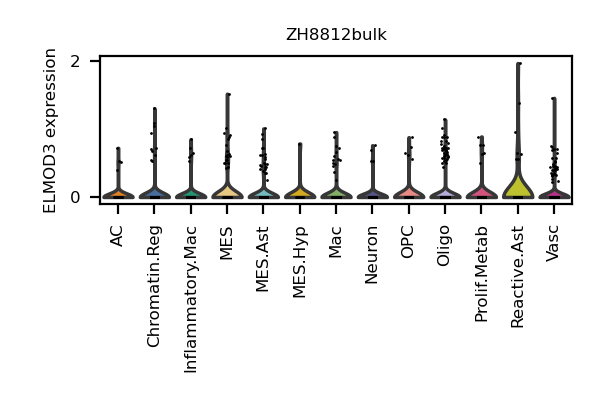 ZH8812bulk
ELMOD3 expression
2
0
AC
Chromatin.Reg
Inflammatory.Mac
MES
MES.Ast
MES.Hyp
Mac
Neuron
OPC
Oligo
Prolif.Metab
Reactive.Ast
Vasc